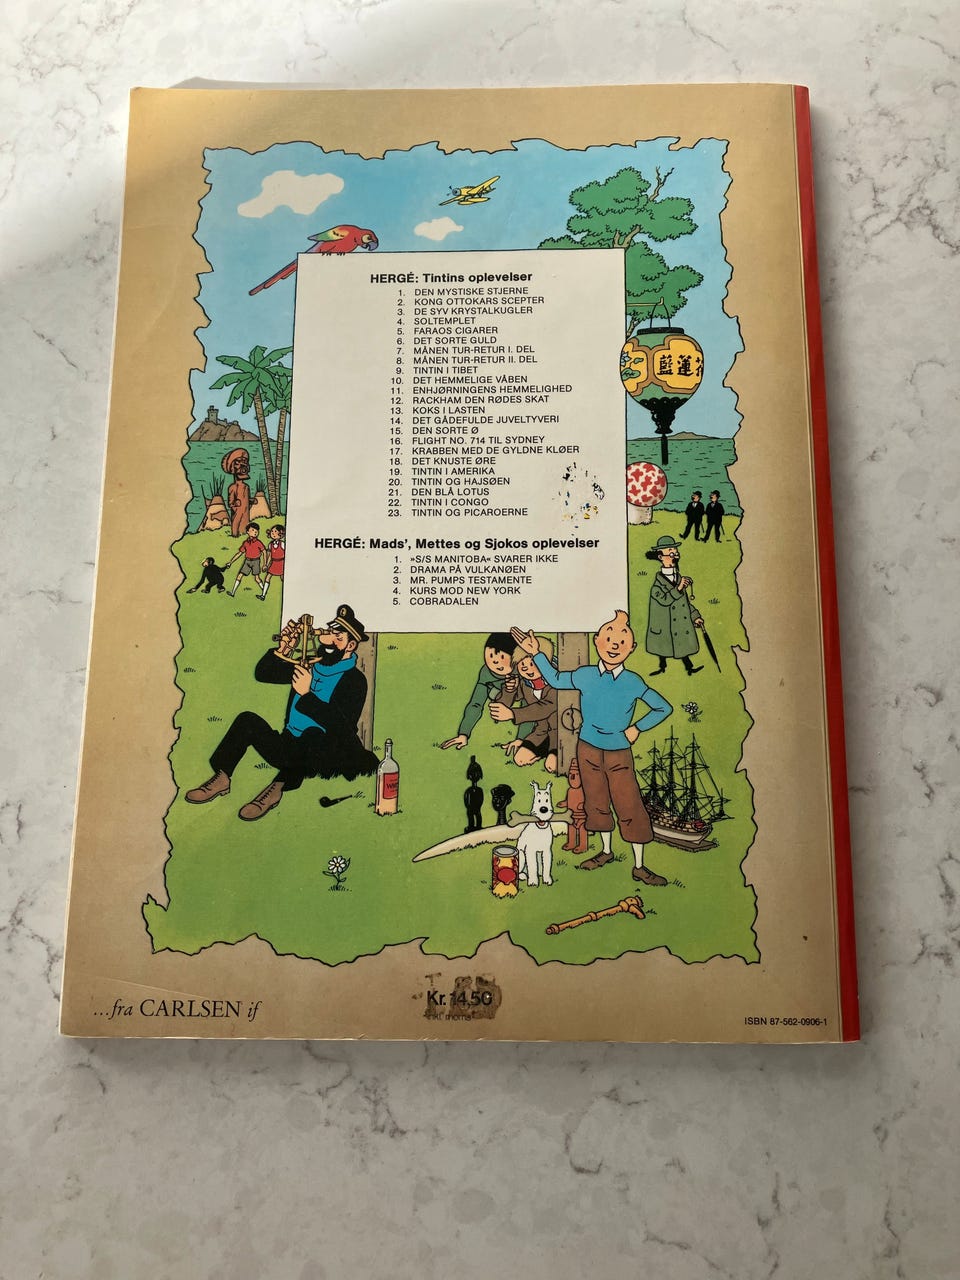 HERGÉ: Tintins oplevelser
1. DEN MYSTISKE STJERNE
2. KONG OTTOKARS SCEPTER
3. DE SYV KRYSTALKUGLER
4. SOLTEMPLET
5. FARAOS CIGARER
6. DET SORTE GULD
7. MÅNEN TUR-RETUR I. DEL
8. MÅNEN TUR-RETUR II. DEL
9. TINTIN I TIBET
10. DET HEMMELIGE VÅBEN
11. ENHJØRNINGENS HEMMELIGHED
12. RACKHAM DEN RØDES SKAT
13. KOKS I LASTEN
14. DET GÅDEFULDE JUVELTYVERI
15. DEN SORTE Ø
16. FLIGHT NO. 714 TIL SYDNEY
17. KRABBEN MED DE GYLDNE KLØER
18. DET KNUSTE ØRE
19. TINTIN I AMERIKA
20. TINTIN OG HAJSØEN
21. DEN BLÅ LOTUS
22. TINTIN I CONGO
23. TINTIN OG PICAROERNE
HERGÉ: Mads', Mettes og Sjokos oplevelser
1. »S/S MANITOBA« SVARER IKKE
2. DRAMA PÅ VULKANØEN
3. MR. PUMPS TESTAMENTE
4. KURS MOD NEW YORK
5. COBRADALEN
藍蓮花
...fra CARLSEN if
Kr. 14,50
inkl. moms
ISBN 87-562-0906-1